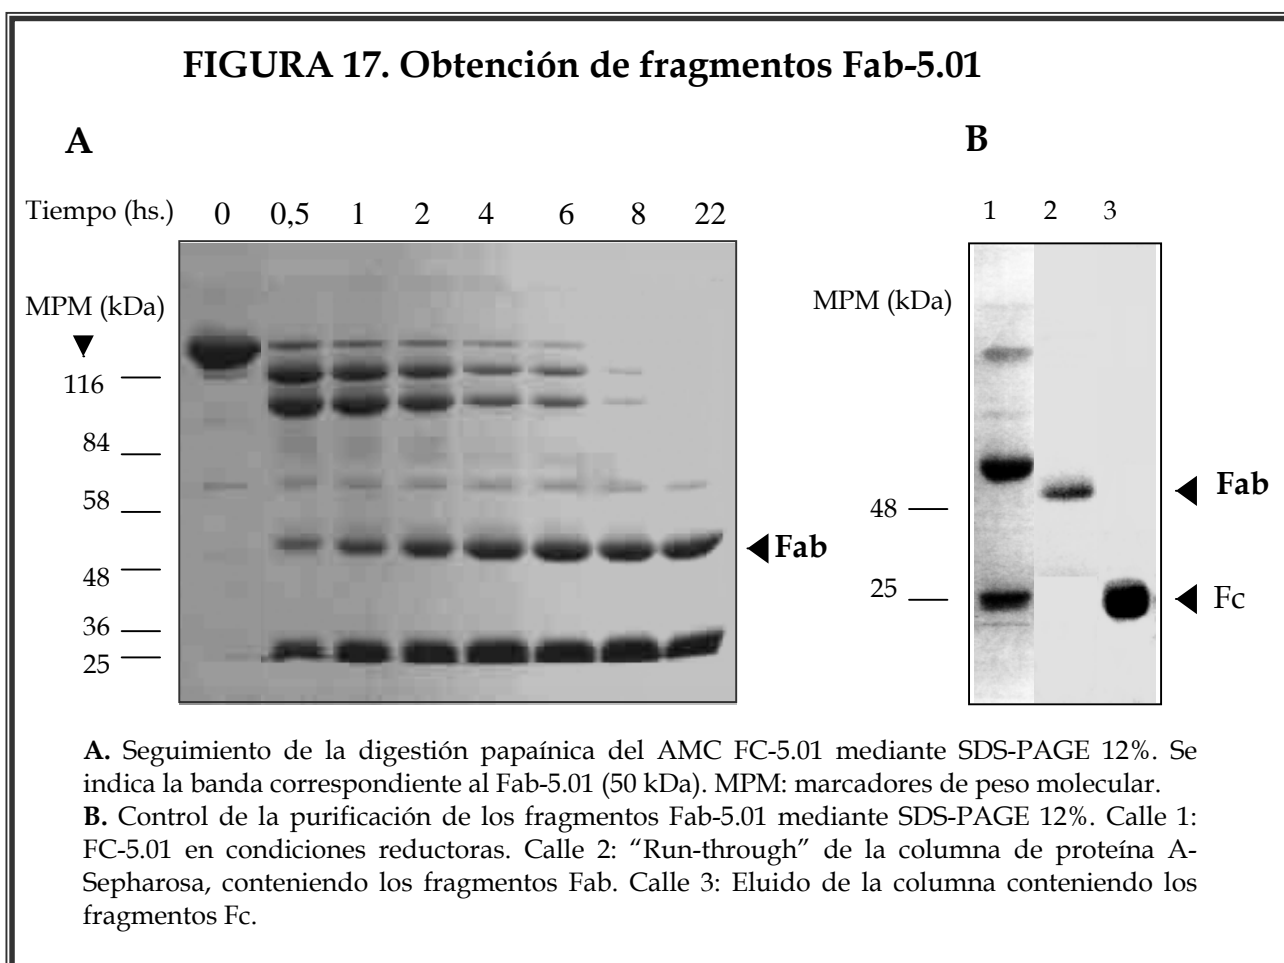 FIGURA 17. Obtención de fragmentos Fab-5.01
A
Tiempo (hs.) 0 0,5 1 2 4 6 8 22
MPM (kDa)
116
84
58
48
36
25
Fab
B
1 2 3
MPM (kDa)
48
25
Fab
Fc
A. Seguimiento de la digestión papaínica del AMC FC-5.01 mediante SDS-PAGE 12%. Se
indica la banda correspondiente al Fab-5.01 (50 kDa). MPM: marcadores de peso molecular.
B. Control de la purificación de los fragmentos Fab-5.01 mediante SDS-PAGE 12%. Calle 1:
FC-5.01 en condiciones reductoras. Calle 2: “Run-through” de la columna de proteína A-
Sepharosa, conteniendo los fragmentos Fab. Calle 3: Eluido de la columna conteniendo los
fragmentos Fc.